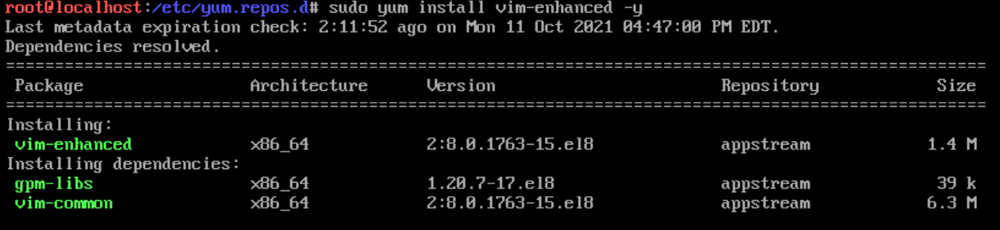 root@localhost:/etc/yum.repos.d# sudo yum install vim-enhanced -y
Last metadata expiration check: 2:11:52 ago on Mon 11 Oct 2021 04:47:00 PM EDT.
Dependencies resolved.
====================================================================================================
Package Architecture Version Repository Size
====================================================================================================
Installing:
vim-enhanced x86_64 2:8.0.1763-15.el8 appstream 1.4 M
Installing dependencies:
gpm-libs x86_64 1.20.7-17.el8 appstream 39 k
vim-common x86_64 2:8.0.1763-15.el8 appstream 6.3 M